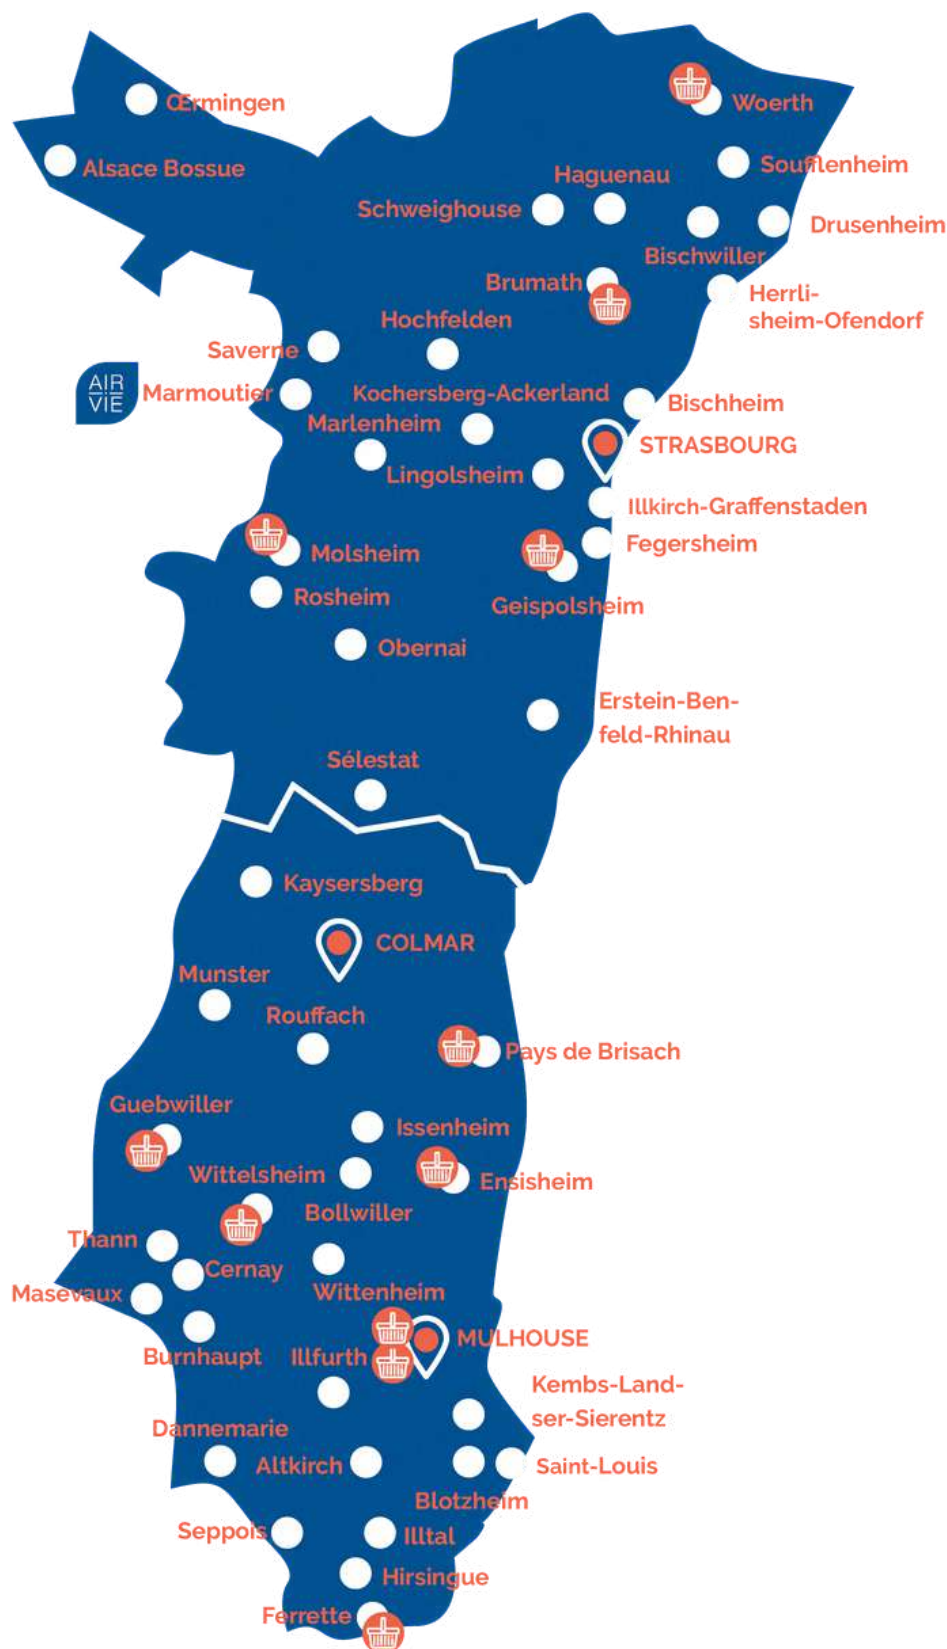 Œrmingen
Woerth
Alsace Bossue
Soufflenheim
Haguenau
Schweighouse
Drusenheim
Bischwiller
Brumath
Herrli-
sheim-Ofendorf
Hochfelden
Saverne
AIR
VIE
Marmoutier
Kochersberg-Ackerland
Bischheim
Marlenheim
STRASBOURG
Lingolsheim
Illkirch-Graffenstaden
Fegersheim
Molsheim
Rosheim
Geispolsheim
Obernai
Erstein-Ben-
feld-Rhinau
Sélestat
Kaysersberg
COLMAR
Munster
Rouffach
Pays de Brisach
Guebwiller
Issenheim
Wittelsheim
Ensisheim
Bollwiller
Thann
Cernay
Masevaux
Wittenheim
MULHOUSE
Burnhaupt
Illfurth
Kembs-Land-
ser-Sierentz
Dannemarie
Altkirch
Saint-Louis
Blotzheim
Seppois
Illtal
Hirsingue
Ferrette